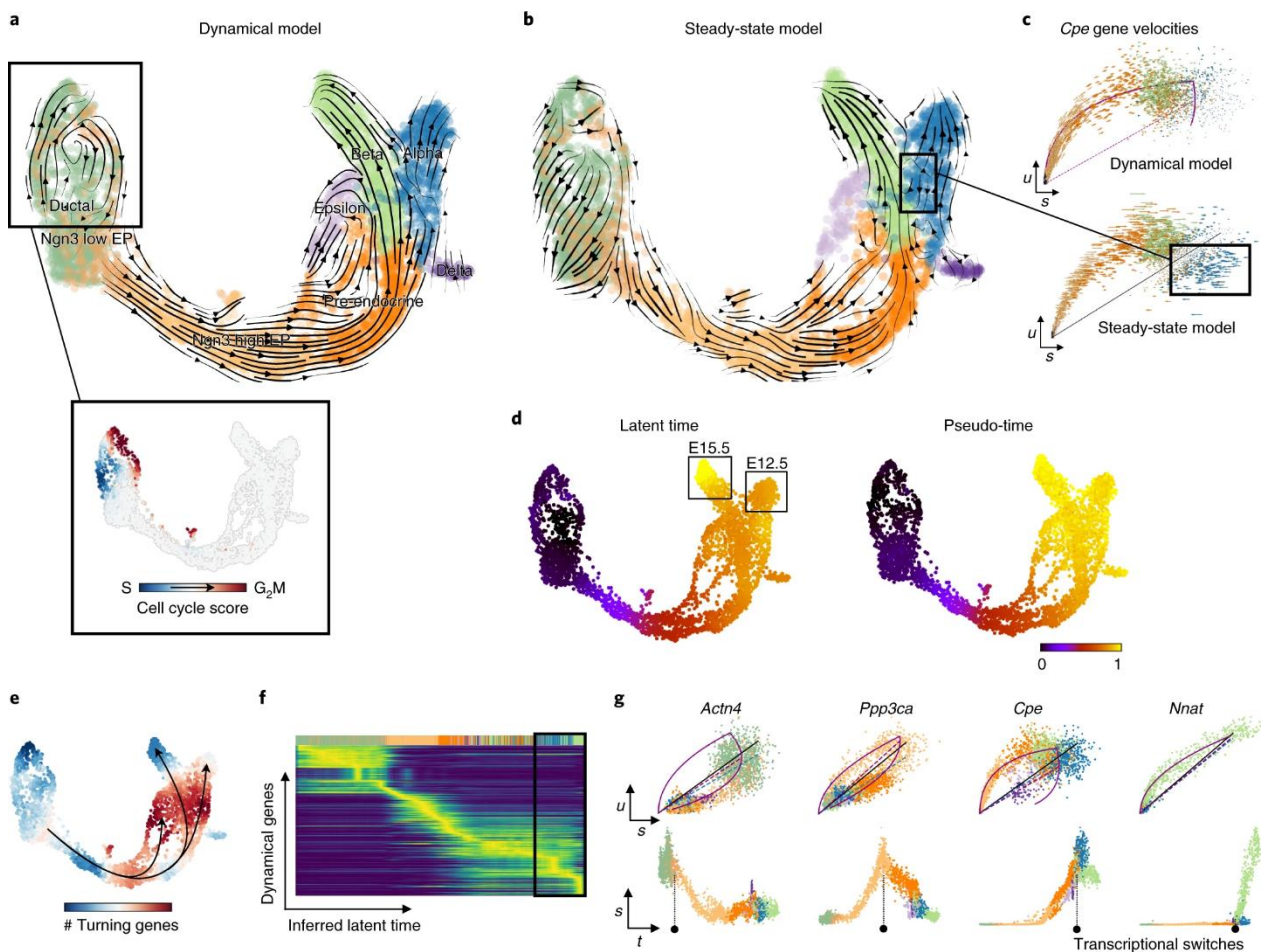 a
Dynamical model
Ductal
Ngn3 low EP
Ngn3 high EP
Pre-endocrine
Epsilon
Beta
Alpha
Delta
S
G2M
Cell cycle score
b
Steady-state model
c
Cpe gene velocities
u
s
Dynamical model
u
s
Steady-state model
d
Latent time
E15.5
E12.5
Pseudo-time
0
1
e
# Turning genes
f
Dynamical genes
Inferred latent time
g
Actn4
Ppp3ca
Cpe
Nnat
u
s
s
t
Transcriptional switches